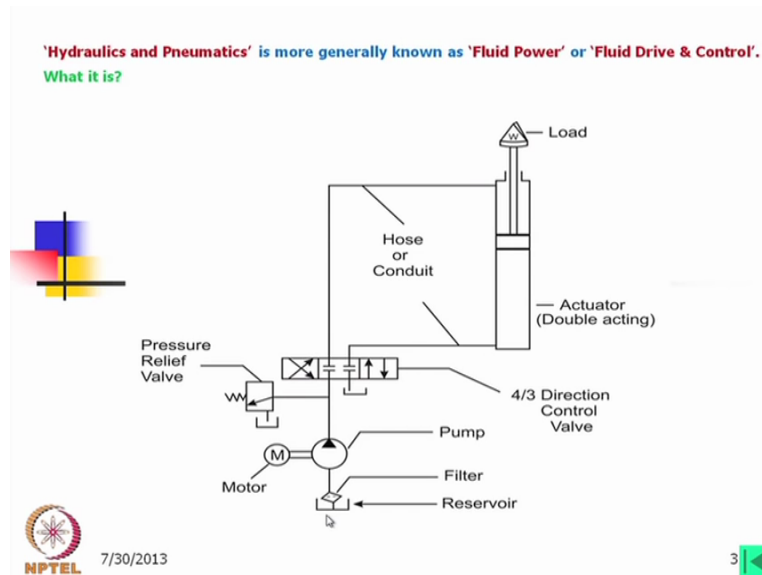 'Hydraulics and Pneumatics' is more generally known as 'Fluid Power' or 'Fluid Drive & Control'.
What it is?
W
Load
Hose
or
Conduit
Actuator
(Double acting)
Pressure
Relief
Valve
4/3 Direction
Control
Valve
Pump
M
Motor
Filter
Reservoir
NPTEL
7/30/2013
3